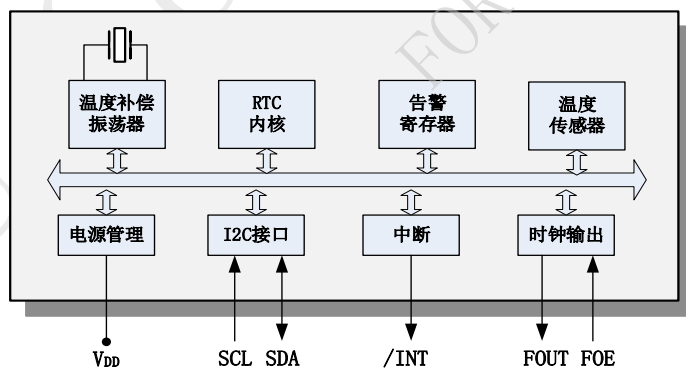 温度补偿
振荡器
RTC
内核
告警
寄存器
温度
传感器
电源管理
I2C接口
中断
时钟输出
VDD
SCL SDA
/INT
FOUT FOE
FOR